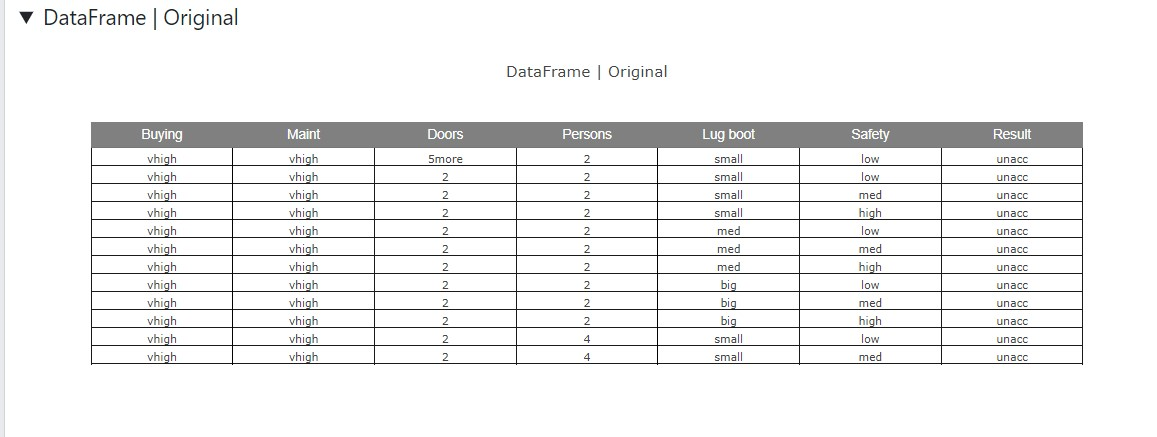 ▼ DataFrame | Original
DataFrame | Original
Buying Maint Doors Persons Lug boot Safety Result
vhigh vhigh 5more 2 small low unacc
vhigh vhigh 2 2 small low unacc
vhigh vhigh 2 2 small med unacc
vhigh vhigh 2 2 small high unacc
vhigh vhigh 2 2 med low unacc
vhigh vhigh 2 2 med med unacc
vhigh vhigh 2 2 med high unacc
vhigh vhigh 2 2 big low unacc
vhigh vhigh 2 2 big med unacc
vhigh vhigh 2 2 big high unacc
vhigh vhigh 2 4 small low unacc
vhigh vhigh 2 4 small med unacc